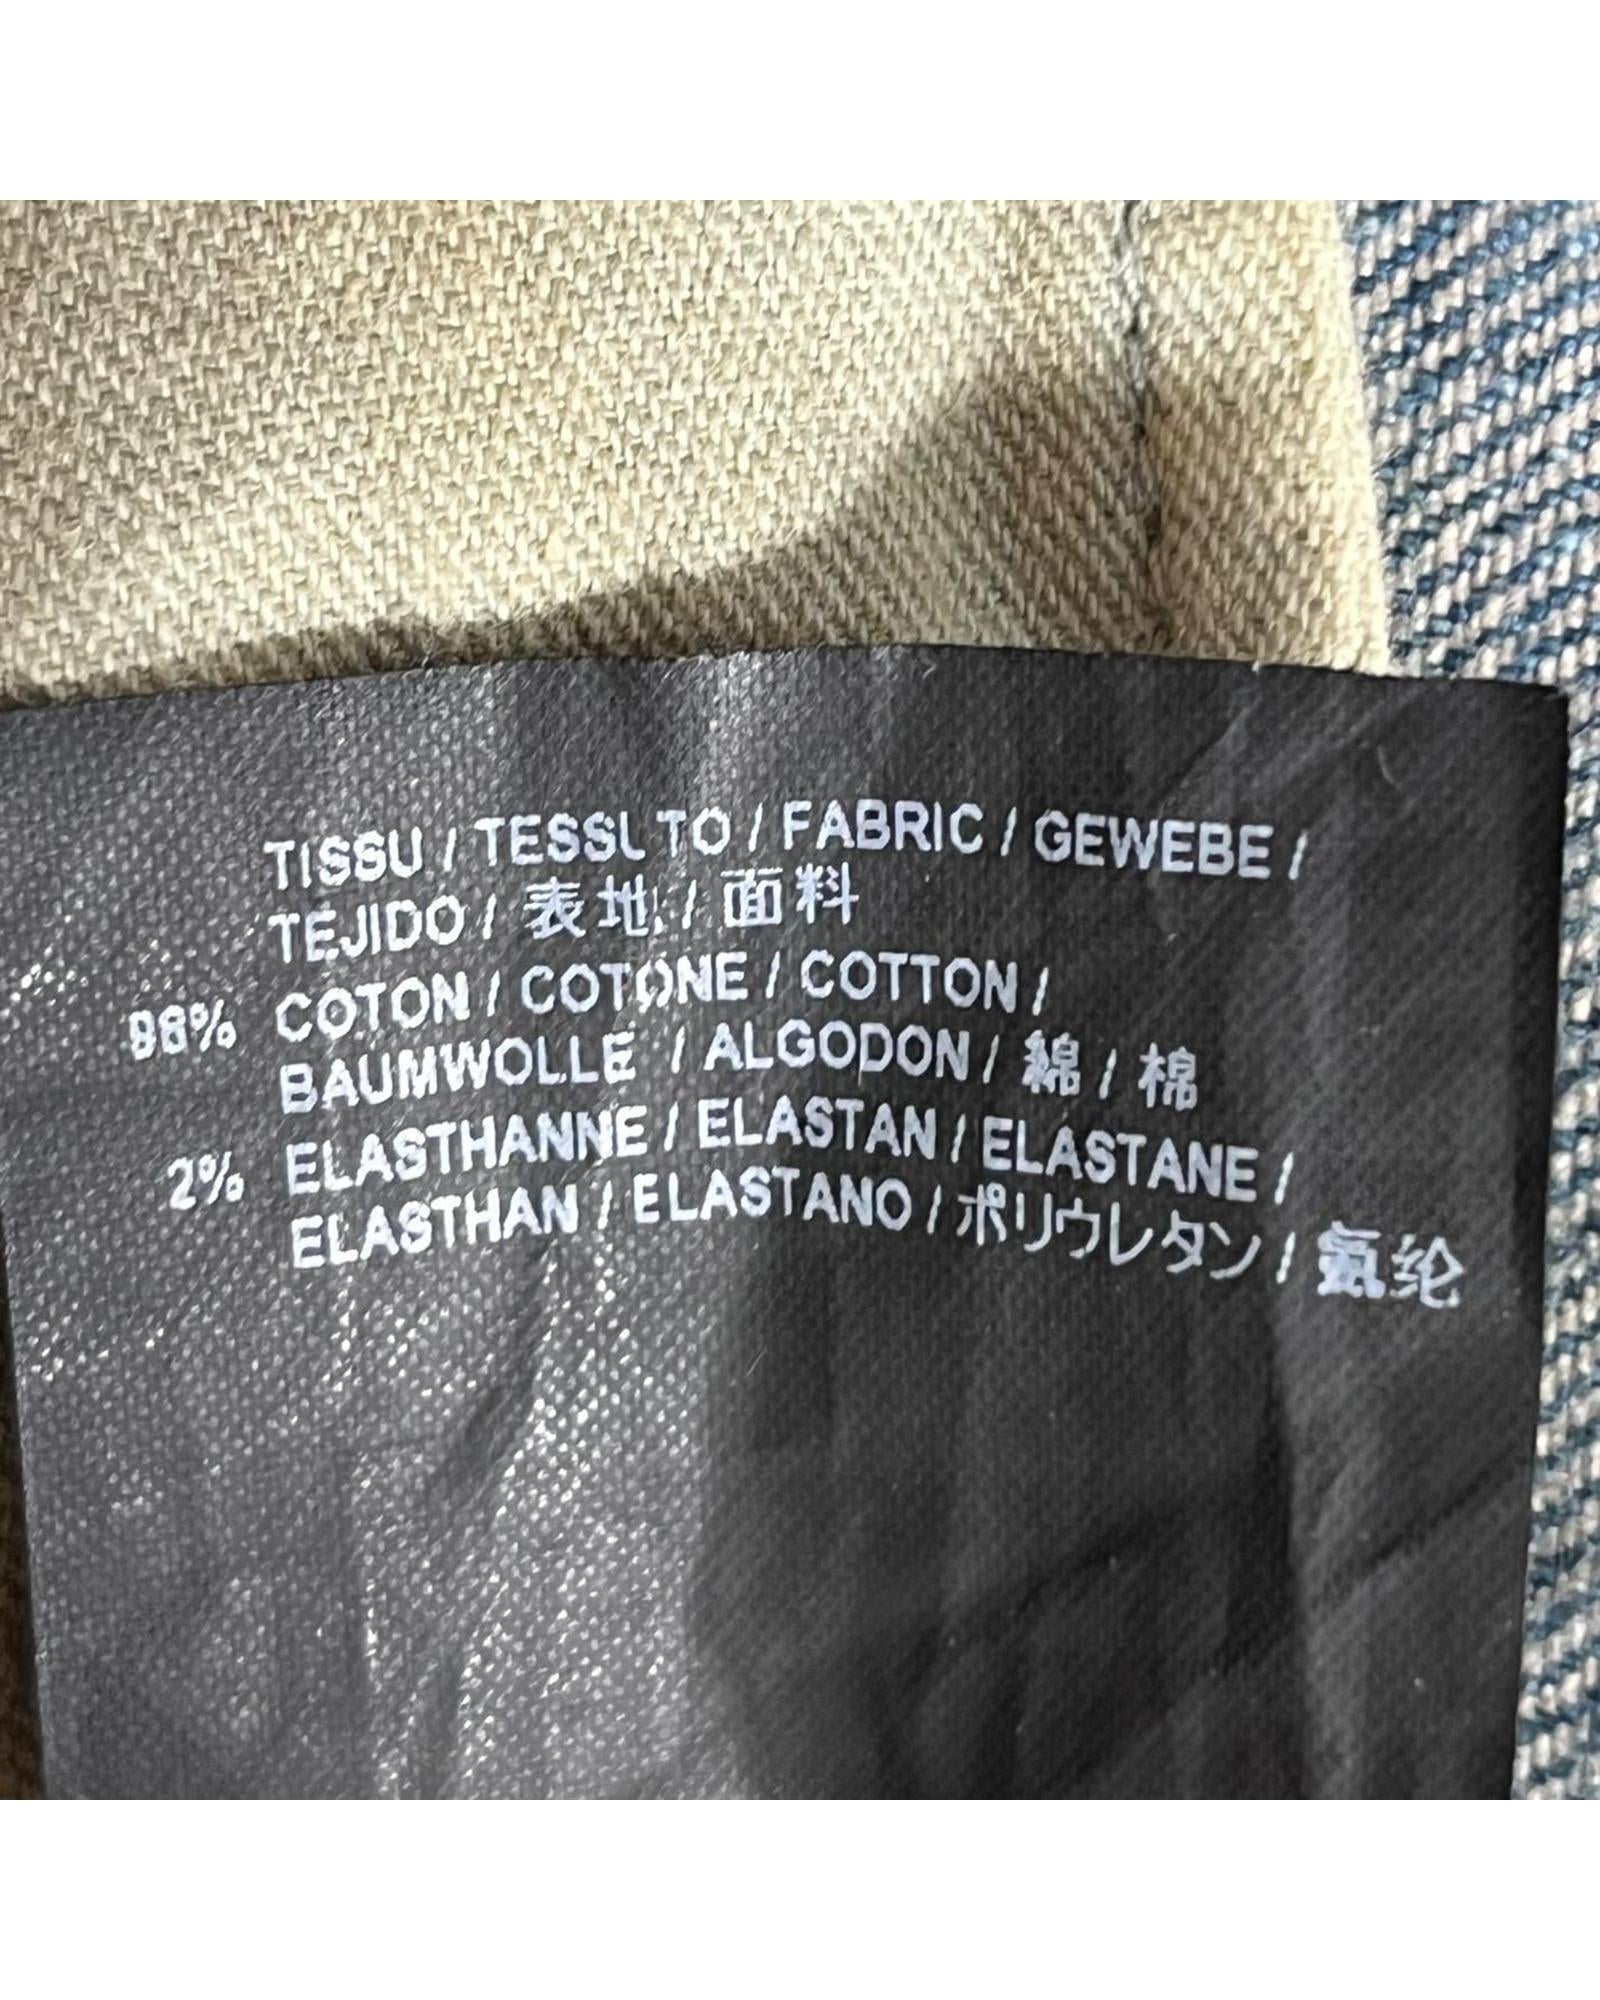 TISSU / TESSUTO / FABRIC / GEWEBE /
TEJIDO / 表地 / 面料
98% COTON / COTONE / COTTON /
BAUMWOLLE / ALGODON / 綿 / 棉
2% ELASTHANNE / ELASTAN / ELASTANE /
ELASTHAN / ELASTANO / ポリウレタン / 氨纶